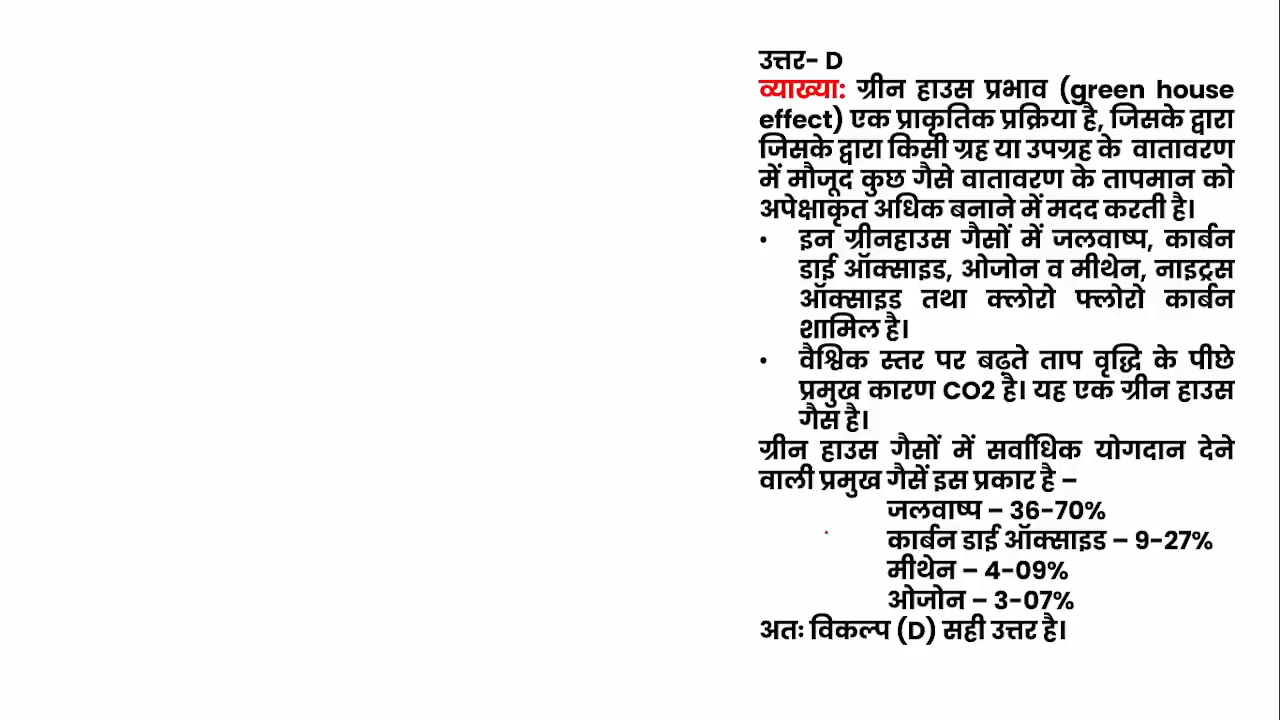 उत्तर- D
व्याख्या: ग्रीन हाउस प्रभाव (green house
effect) एक प्राकृतिक प्रक्रिया है, जिसके द्वारा
जिसके द्वारा किसी ग्रह या उपग्रह के वातावरण
में मौजूद कुछ गैसे वातावरण के तापमान को
अपेक्षाकृत अधिक बनाने में मदद करती है।
• इन ग्रीनहाउस गैसों में जलवाष्प, कार्बन
डाई ऑक्साइड, ओजोन व मीथेन, नाइट्रस
ऑक्साइड तथा क्लोरो फ्लोरो कार्बन
शामिल है।
• वैश्विक स्तर पर बढ़ते ताप वृद्धि के पीछे
प्रमुख कारण CO2 है। यह एक ग्रीन हाउस
गैस है।
ग्रीन हाउस गैसों में सर्वाधिक योगदान देने
वाली प्रमुख गैसें इस प्रकार है –
जलवाष्प – 36-70%
कार्बन डाई ऑक्साइड – 9-27%
मीथेन – 4-09%
ओजोन – 3-07%
अतः विकल्प (D) सही उत्तर है।